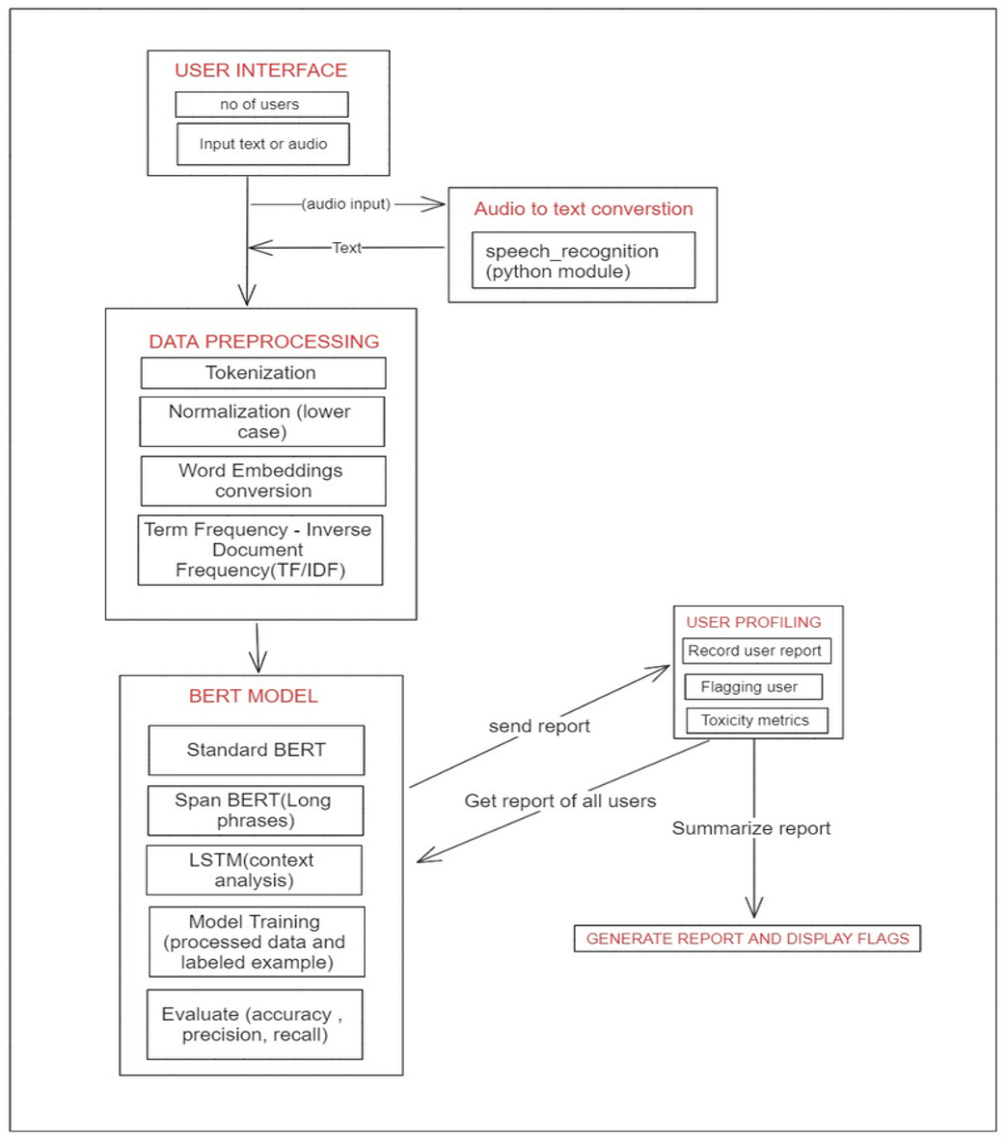 USER INTERFACE
no of users
Input text or audio
(audio input)
Audio to text converstion
Text
speech_recognition
(python module)
DATA PREPROCESSING
Tokenization
Normalization (lower
case)
Word Embeddings
conversion
Term Frequency - Inverse
Document
Frequency(TF/IDF)
USER PROFILING
Record user report
Flagging user
Toxicity metrics
BERT MODEL
Standard BERT
Span BERT(Long
phrases)
LSTM(context
analysis)
Model Training
(processed data and
labeled example)
Evaluate (accuracy ,
precision, recall)
send report
Get report of all users
Summarize report
GENERATE REPORT AND DISPLAY FLAGS